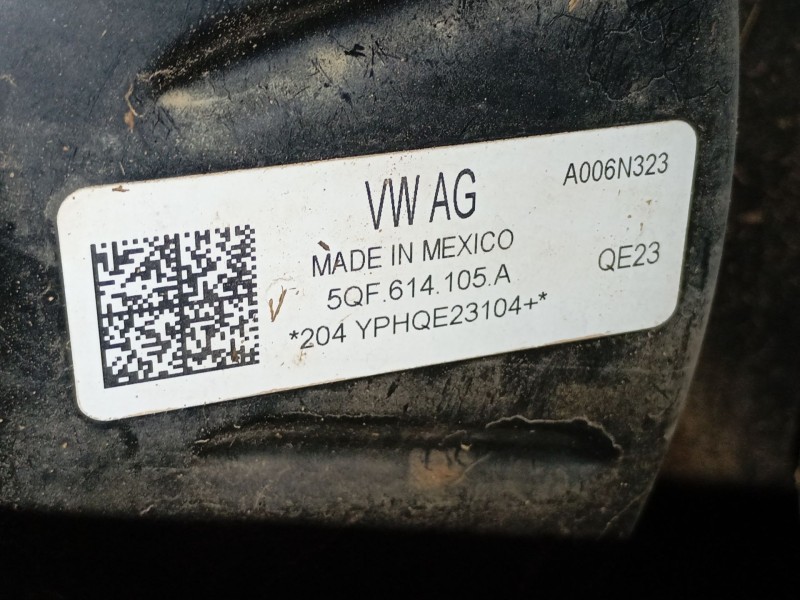 VW AG
A006N323
MADE IN MEXICO
QE23
5QF.614.105.A
*204 YPHQE23104+*